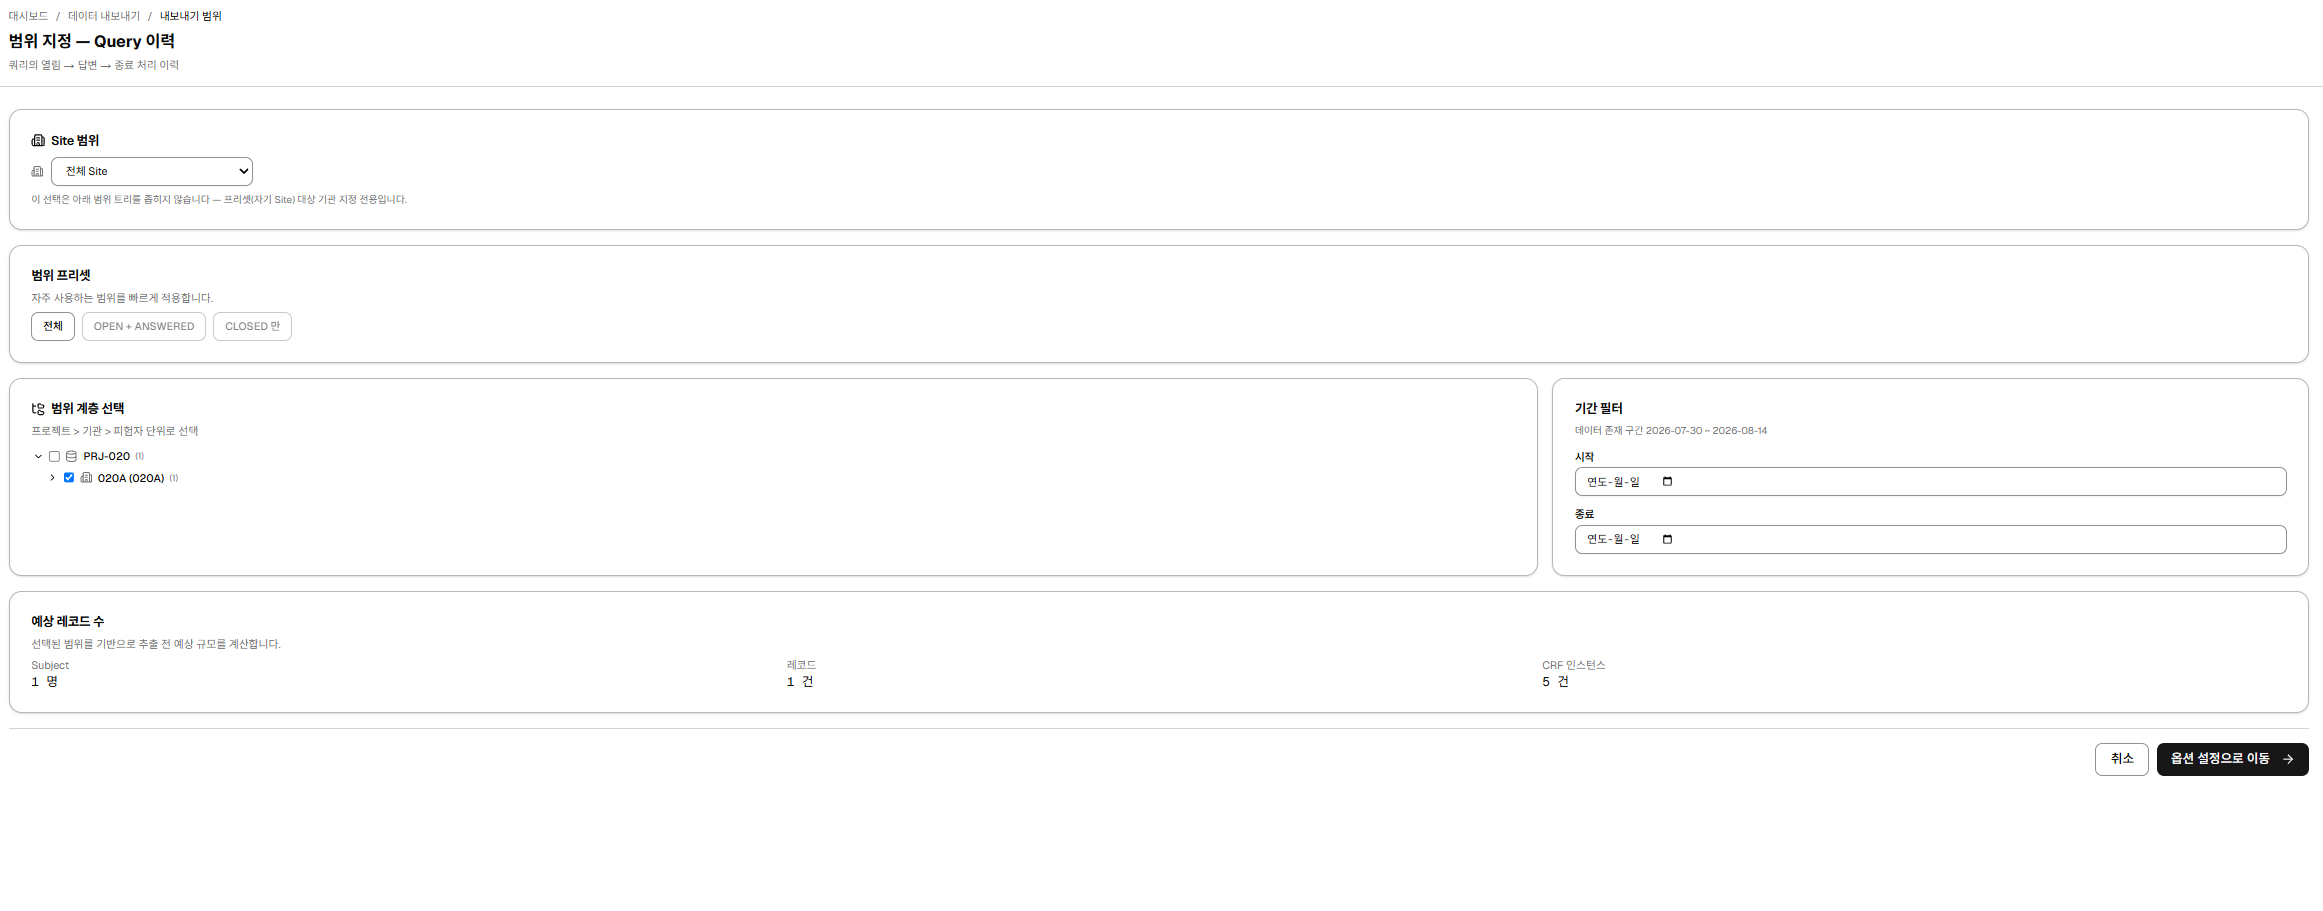 대시보드 / 데이터 내보내기 / 내보내기 범위
범위 지정 — Query 이력
쿼리의 열림 → 답변 → 종료 처리 이력
Site 범위
전체 Site
이 선택은 아래 범위 트리를 좁히지 않습니다 — 프리셋(자기 Site) 대상 기관 지정 전용입니다.
범위 프리셋
자주 사용하는 범위를 빠르게 적용합니다.
전체 OPEN + ANSWERED CLOSED 만
범위 계층 선택
프로젝트 > 기관 > 피험자 단위로 선택
PRJ-020 (1)
020A (020A) (1)
기간 필터
데이터 존재 구간 2026-07-30 ~ 2026-08-14
시작
연도-월-일
종료
연도-월-일
예상 레코드 수
선택된 범위를 기반으로 추출 전 예상 규모를 계산합니다.
Subject 레코드 CRF 인스턴스
1 명 1 건 5 건
취소 옵션 설정으로 이동 →